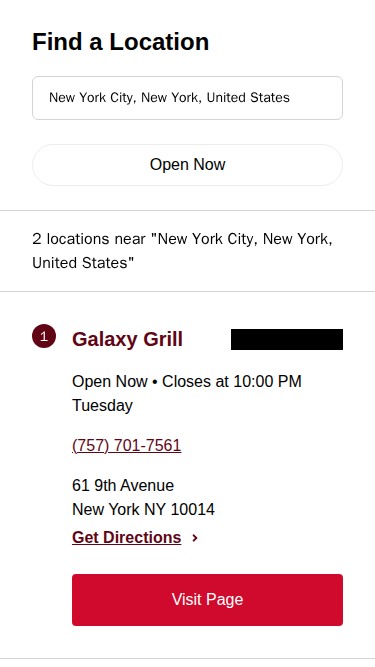 Find a Location
New York City, New York, United States
Open Now
2 locations near "New York City, New York,
United States"
1
Galaxy Grill
Open Now • Closes at 10:00 PM
Tuesday
(757) 701-7561
61 9th Avenue
New York NY 10014
Get Directions
Visit Page